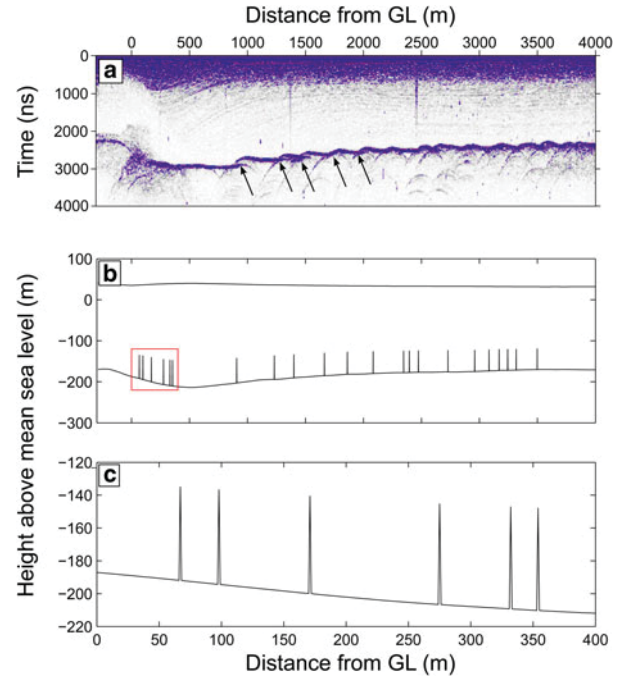 Distance from GL (m)
0 500 1000 1500 2000 2500 3000 3500 4000
a
Time (ns)
0
1000
2000
3000
4000
b
Height above mean sea level (m)
100
0
−100
−200
−300
c
−120
−140
−160
−180
−200
−220
0 50 100 150 200 250 300 350 400
Distance from GL (m)